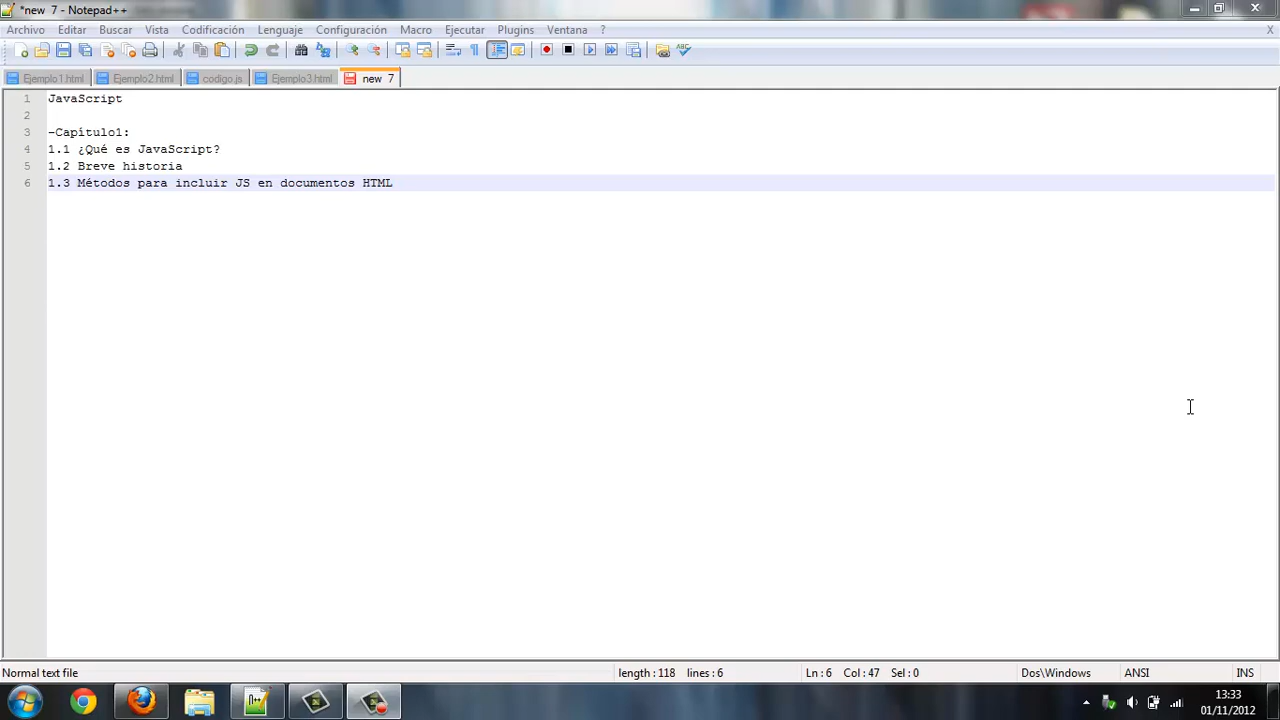 *new 7 - Notepad++
Archivo Editar Buscar Vista Codificación Lenguaje Configuración Macro Ejecutar Plugins Ventana ? X
Ejemplo1.html Ejemplo2.html codigo.js Ejemplo3.html new 7
1 JavaScript
2
3 -Capítulo1:
4 1.1 ¿Qué es JavaScript?
5 1.2 Breve historia
6 1.3 Métodos para incluir JS en documentos HTML
Normal text file length : 118 lines : 6 Ln : 6 Col : 47 Sel : 0 Dos\Windows ANSI INS
13:33
01/11/2012